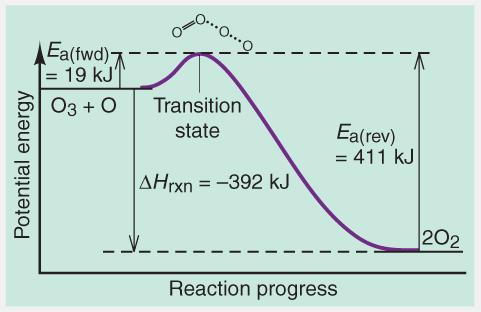 O O O O
Ea(fwd)
= 19 kJ
O3 + O
Transition
state
Ea(rev)
= 411 kJ
ΔHrxn = –392 kJ
2O2
Potential energy
Reaction progress